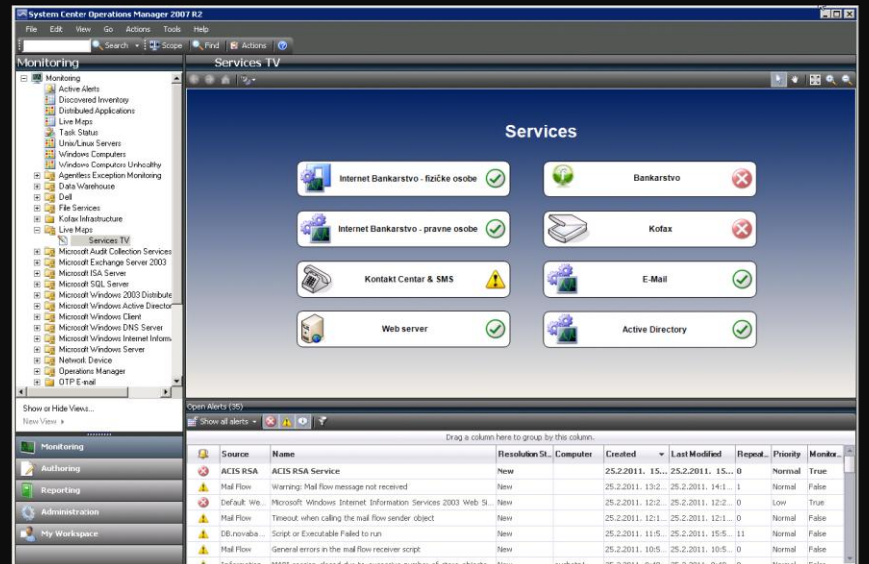 System Center Operations Manager 2007 R2
File Edit View Go Actions Tools Help
Search Scope Find Actions
Monitoring
Services TV
Monitoring
Active Alerts
Discovered Inventory
Distributed Applications
Live Maps
Task Status
Unix/Linux Servers
Windows Computers
Windows Computers Unhealthy
Agentless Exception Monitoring
Data Warehouse
Dell
File Services
Kofax Infrastructure
Live Maps
Services TV
Microsoft Audit Collection Services
Microsoft Exchange Server 2003
Microsoft ISA Server
Microsoft SQL Server
Microsoft Windows 2003 Distribute
Microsoft Windows Active Director
Microsoft Windows Client
Microsoft Windows DNS Server
Microsoft Windows Internet Inform
Microsoft Windows Server
Network Device
Operations Manager
OTP E-mail
Show or Hide Views...
New View
Monitoring
Authoring
Reporting
Administration
My Workspace
Services
Internet Bankarstvo - fizičke osobe
Bankarstvo
Internet Bankarstvo - pravne osobe
Kofax
Kontakt Centar & SMS
E-Mail
Web server
Active Directory
Open Alerts (35)
Show all alerts
Drag a column here to group by this column.
Source Name Resolution St... Computer Created Last Modified Repeat... Priority Monitor...
ACIS RSA ACIS RSA Service New 25.2.2011. 15... 25.2.2011. 15... 0 Normal True
Mail Flow Warning: Mail flow message not received New 25.2.2011. 13:2... 25.2.2011. 14:1... 1 Normal False
Default We... Microsoft Windows Internet Information Services 2003 Web Si... New 25.2.2011. 12:2... 25.2.2011. 12:2... 0 Low True
Mail Flow Timeout when calling the mail flow sender object New 25.2.2011. 12:1... 25.2.2011. 12:1... 0 Normal False
DB.novaba... Script or Executable Failed to run New 25.2.2011. 11:5... 25.2.2011. 15:5... 11 Normal False
Mail Flow General errors in the mail flow receiver script New 25.2.2011. 10:5... 25.2.2011. 10:5... 0 Normal False